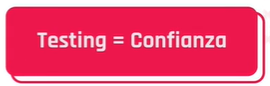 Testing = Confianza